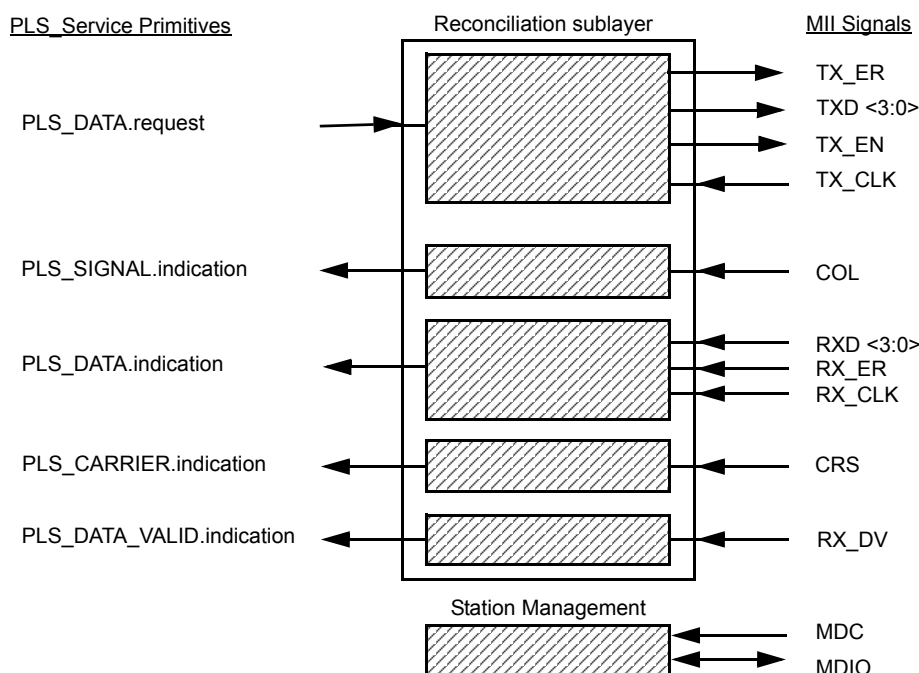 PLS_Service Primitives
Reconciliation sublayer
MII Signals
TX_ER
TXD <3:0>
PLS_DATA.request
TX_EN
TX_CLK
PLS_SIGNAL.indication
COL
RXD <3:0>
PLS_DATA.indication
RX_ER
RX_CLK
PLS_CARRIER.indication
CRS
PLS_DATA_VALID.indication
RX_DV
Station Management
MDC
MDIO